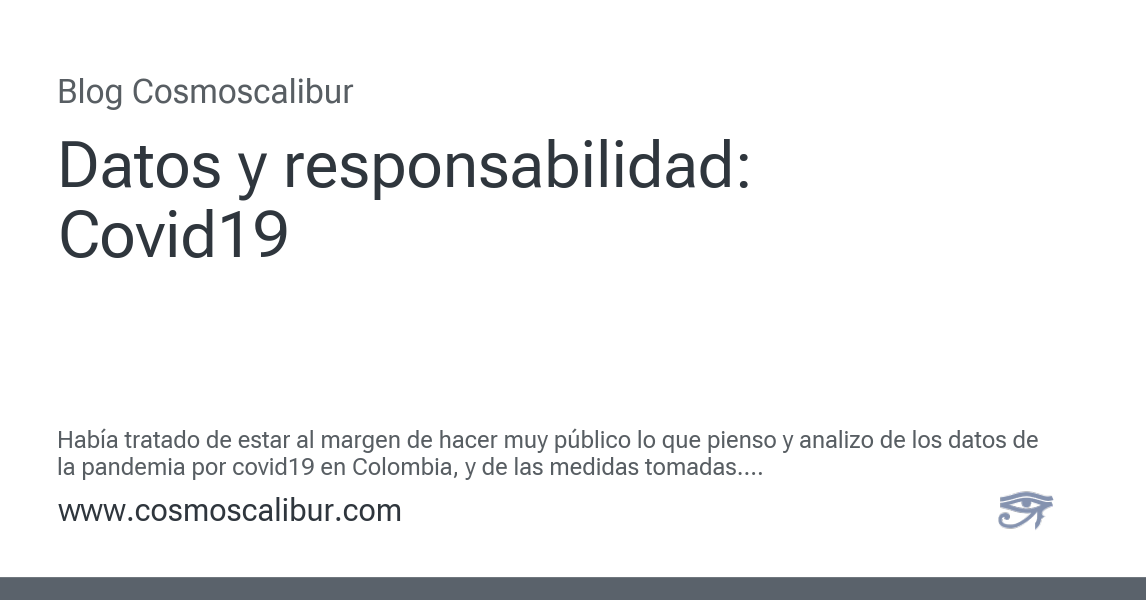 Blog Cosmoscalibur
Datos y responsabilidad:
Covid19
Había tratado de estar al margen de hacer muy público lo que pienso y analizo de los datos de
la pandemia por covid19 en Colombia, y de las medidas tomadas....
www.cosmoscalibur.com